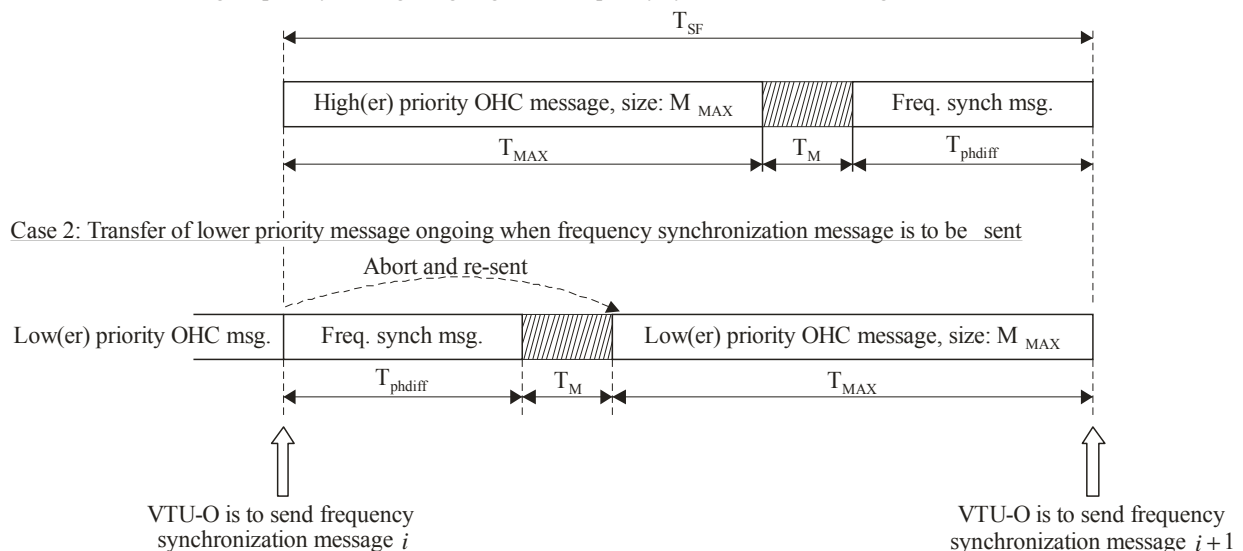 T_SF
High(er) priority OHC message, size: M_MAX
Freq. synch msg.
T_MAX
T_M
T_phdiff
Case 2: Transfer of lower priority message ongoing when frequency synchronization message is to be sent
Abort and re-sent
Low(er) priority OHC msg.
Freq. synch msg.
Low(er) priority OHC message, size: M_MAX
T_phdiff
T_M
T_MAX
VTU-O is to send frequency
synchronization message i
VTU-O is to send frequency
synchronization message i+1